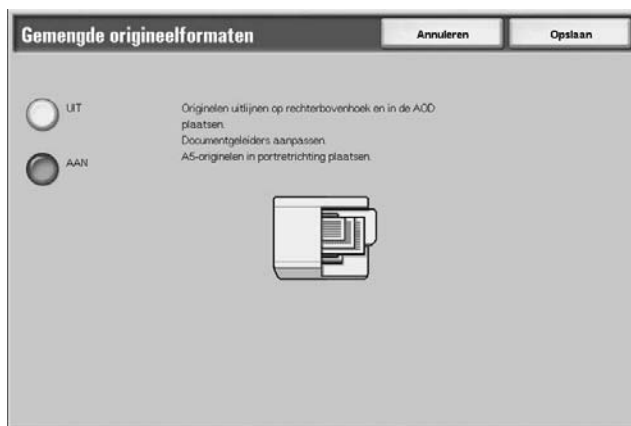 Gemengde origineelformaten
Annuleren
Opslaan
UIT
AAN
Originelen uitlijnen op rechterbovenhoek en in de AOD
plaatsen.
Documentgeleiders aanpassen.
A5-originelen in portretrichting plaatsen.